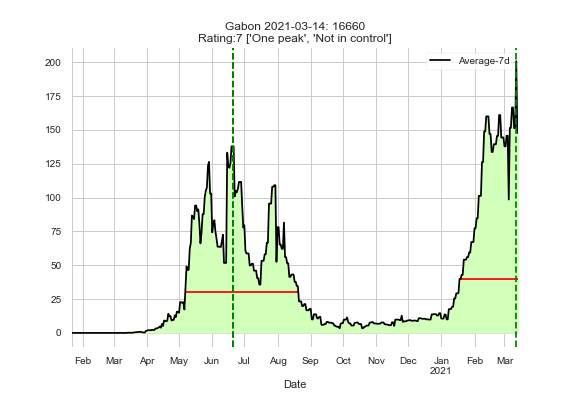 Gabon 2021-03-14: 16660
Rating:7 ['One peak', 'Not in control']
Average-7d
200
175
150
125
100
75
50
25
0
Feb Mar Apr May Jun Jul Aug Sep Oct Nov Dec Jan Feb Mar
2021
Date